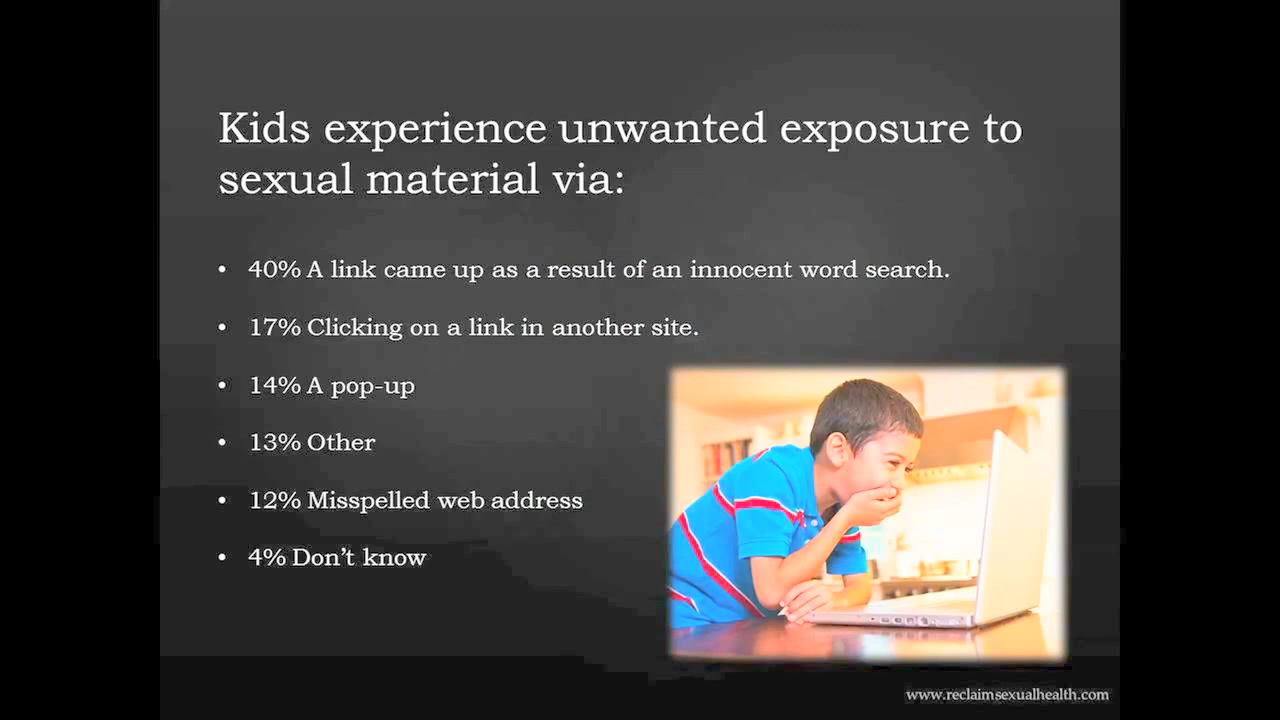 Kids experience unwanted exposure to
sexual material via:
• 40% A link came up as a result of an innocent word search.
• 17% Clicking on a link in another site.
• 14% A pop-up
• 13% Other
• 12% Misspelled web address
• 4% Don’t know
www.reclaimsexualhealth.com